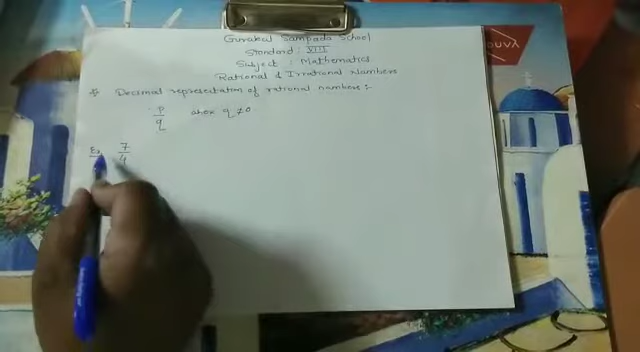 Gurukul Sampada School
Standard : VIII
Subject : Mathematics
Rational & Irrational Numbers
* Decimal representation of rational numbers :-
p/q where q ≠ 0
Ex 7/4
ουνλ